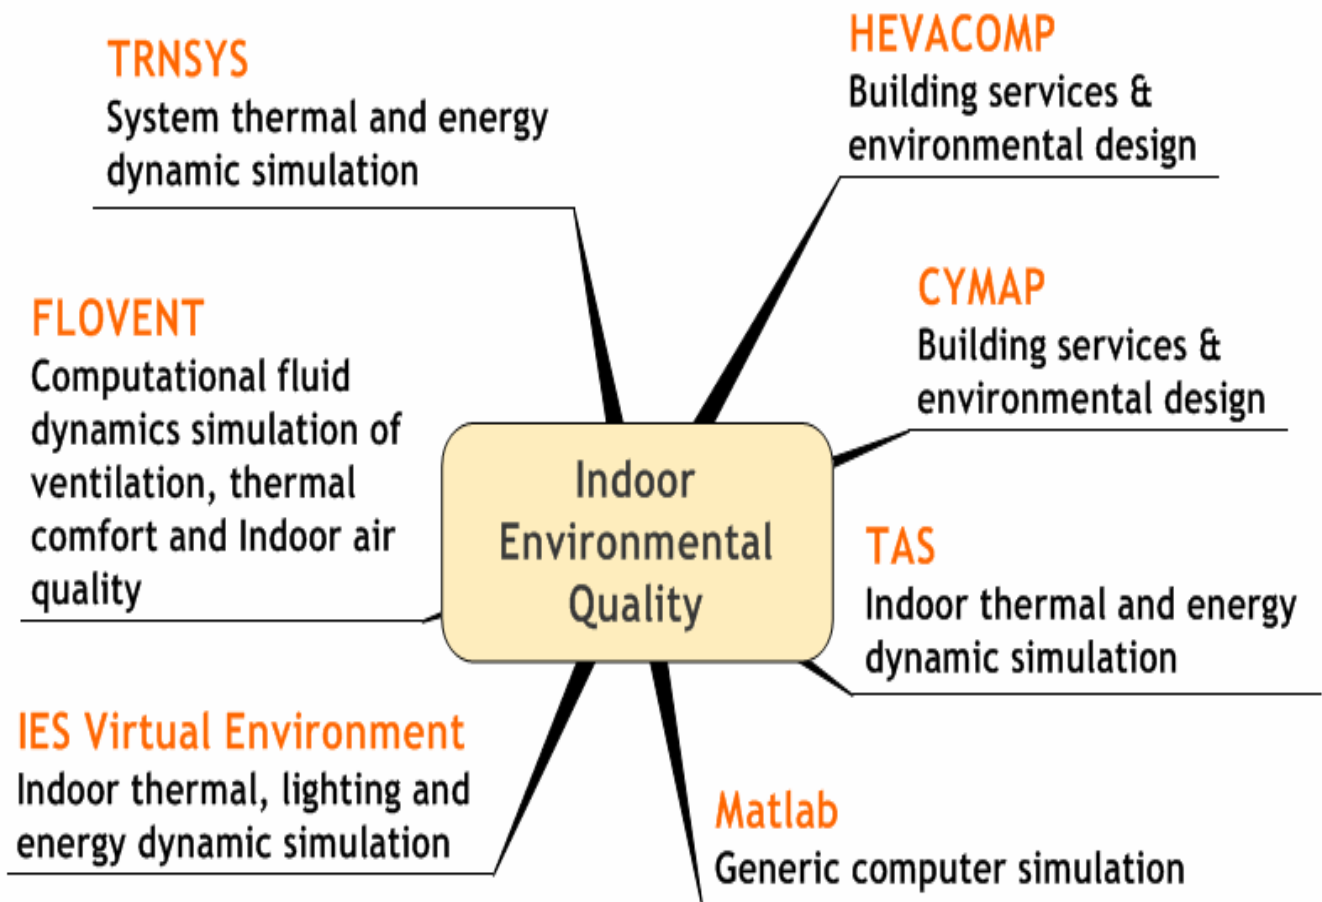 TRNSYS
System thermal and energy
dynamic simulation
HEVACOMP
Building services &
environmental design
FLOVENT
Computational fluid
dynamics simulation of
ventilation, thermal
comfort and Indoor air
quality
CYMAP
Building services &
environmental design
Indoor
Environmental
Quality
TAS
Indoor thermal and energy
dynamic simulation
IES Virtual Environment
Indoor thermal, lighting and
energy dynamic simulation
Matlab
Generic computer simulation